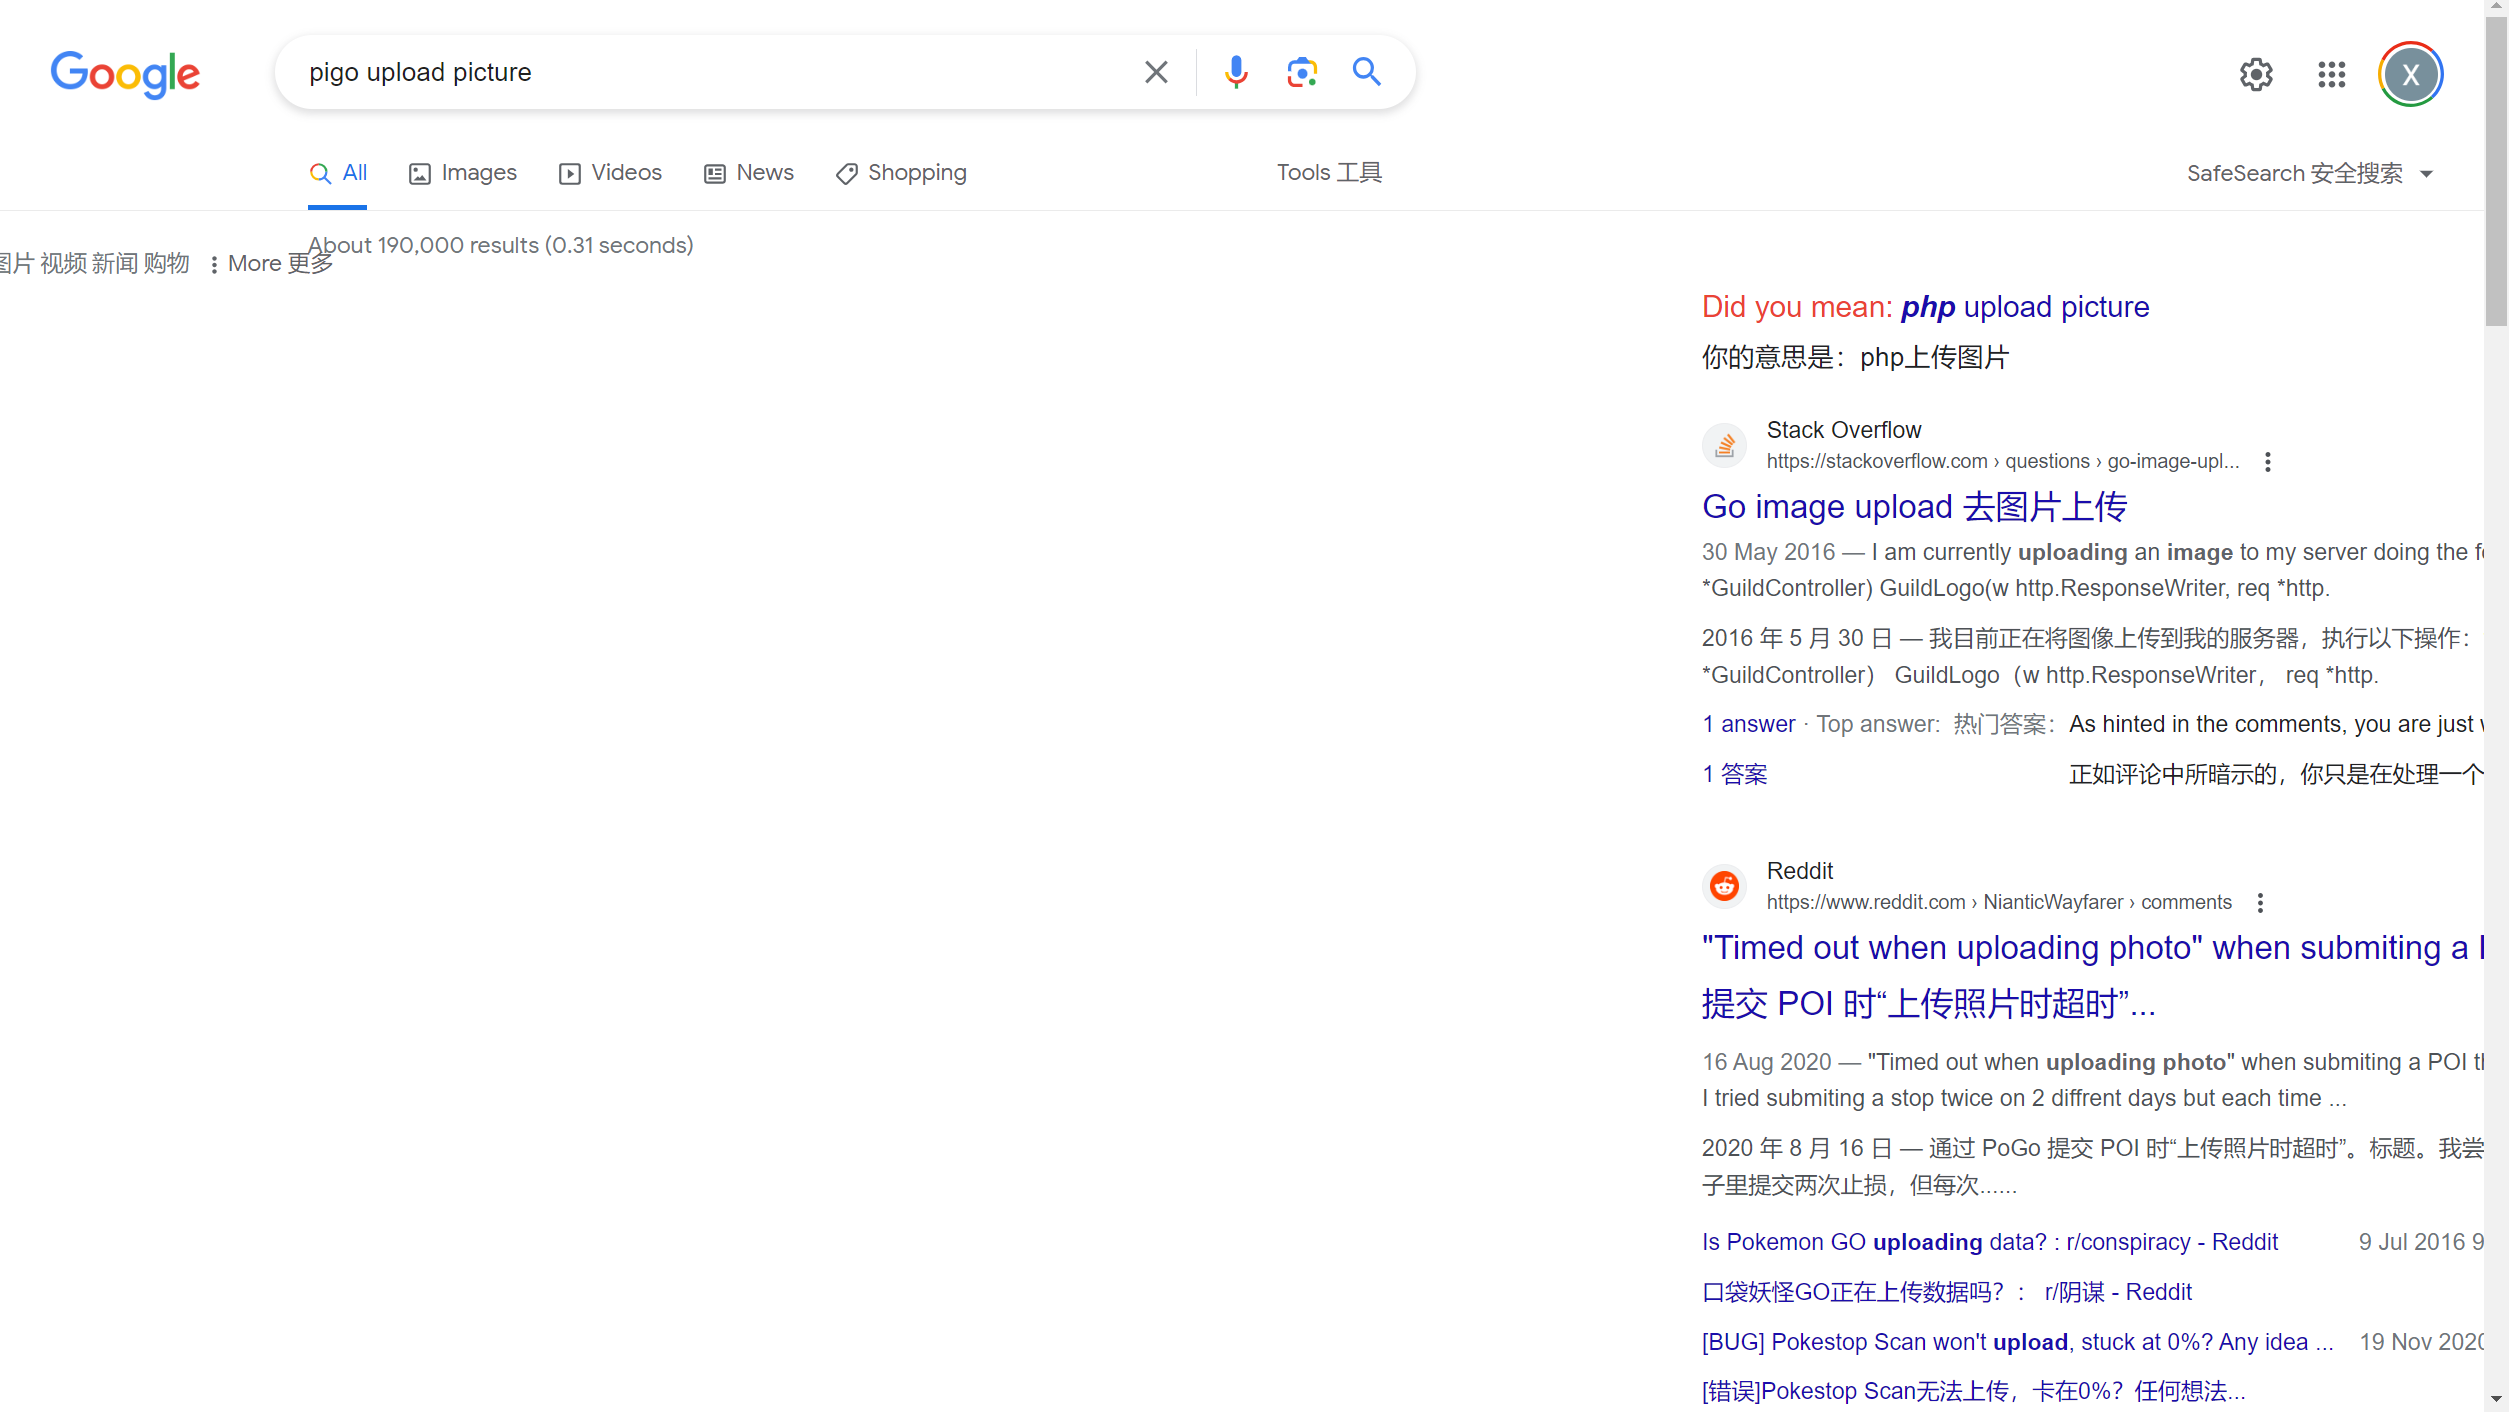 Google
pigo upload picture
X
All
Images
Videos
News
Shopping
Tools 工具
SafeSearch 安全搜索
About 190,000 results (0.31 seconds)
图片 视频 新闻 购物
More 更多
Did you mean: php upload picture
你的意思是：php上传图片
Stack Overflow
https://stackoverflow.com › questions › go-image-upl...
Go image upload 去图片上传
30 May 2016 — I am currently uploading an image to my server doing the
*GuildController) GuildLogo(w http.ResponseWriter, req *http.
2016 年 5 月 30 日 — 我目前正在将图像上传到我的服务器，执行以下操作：
*GuildController） GuildLogo（w http.ResponseWriter， req *http.
1 answer · Top answer: 热门答案： As hinted in the comments, you are just
1 答案
正如评论中所暗示的，你只是在处理一个
Reddit
https://www.reddit.com › NianticWayfarer › comments
"Timed out when uploading photo" when submiting a
提交 POI 时“上传照片时超时”...
16 Aug 2020 — "Timed out when uploading photo" when submiting a POI
I tried submiting a stop twice on 2 diffrent days but each time ...
2020 年 8 月 16 日 — 通过 PoGo 提交 POI 时“上传照片时超时”。标题。我尝
子里提交两次止损，但每次......
Is Pokemon GO uploading data? : r/conspiracy - Reddit
9 Jul 2016 9
口袋妖怪GO正在上传数据吗？： r/阴谋 - Reddit
[BUG] Pokestop Scan won't upload, stuck at 0%? Any idea ...
19 Nov 2020
[错误]Pokestop Scan无法上传，卡在0%？任何想法...